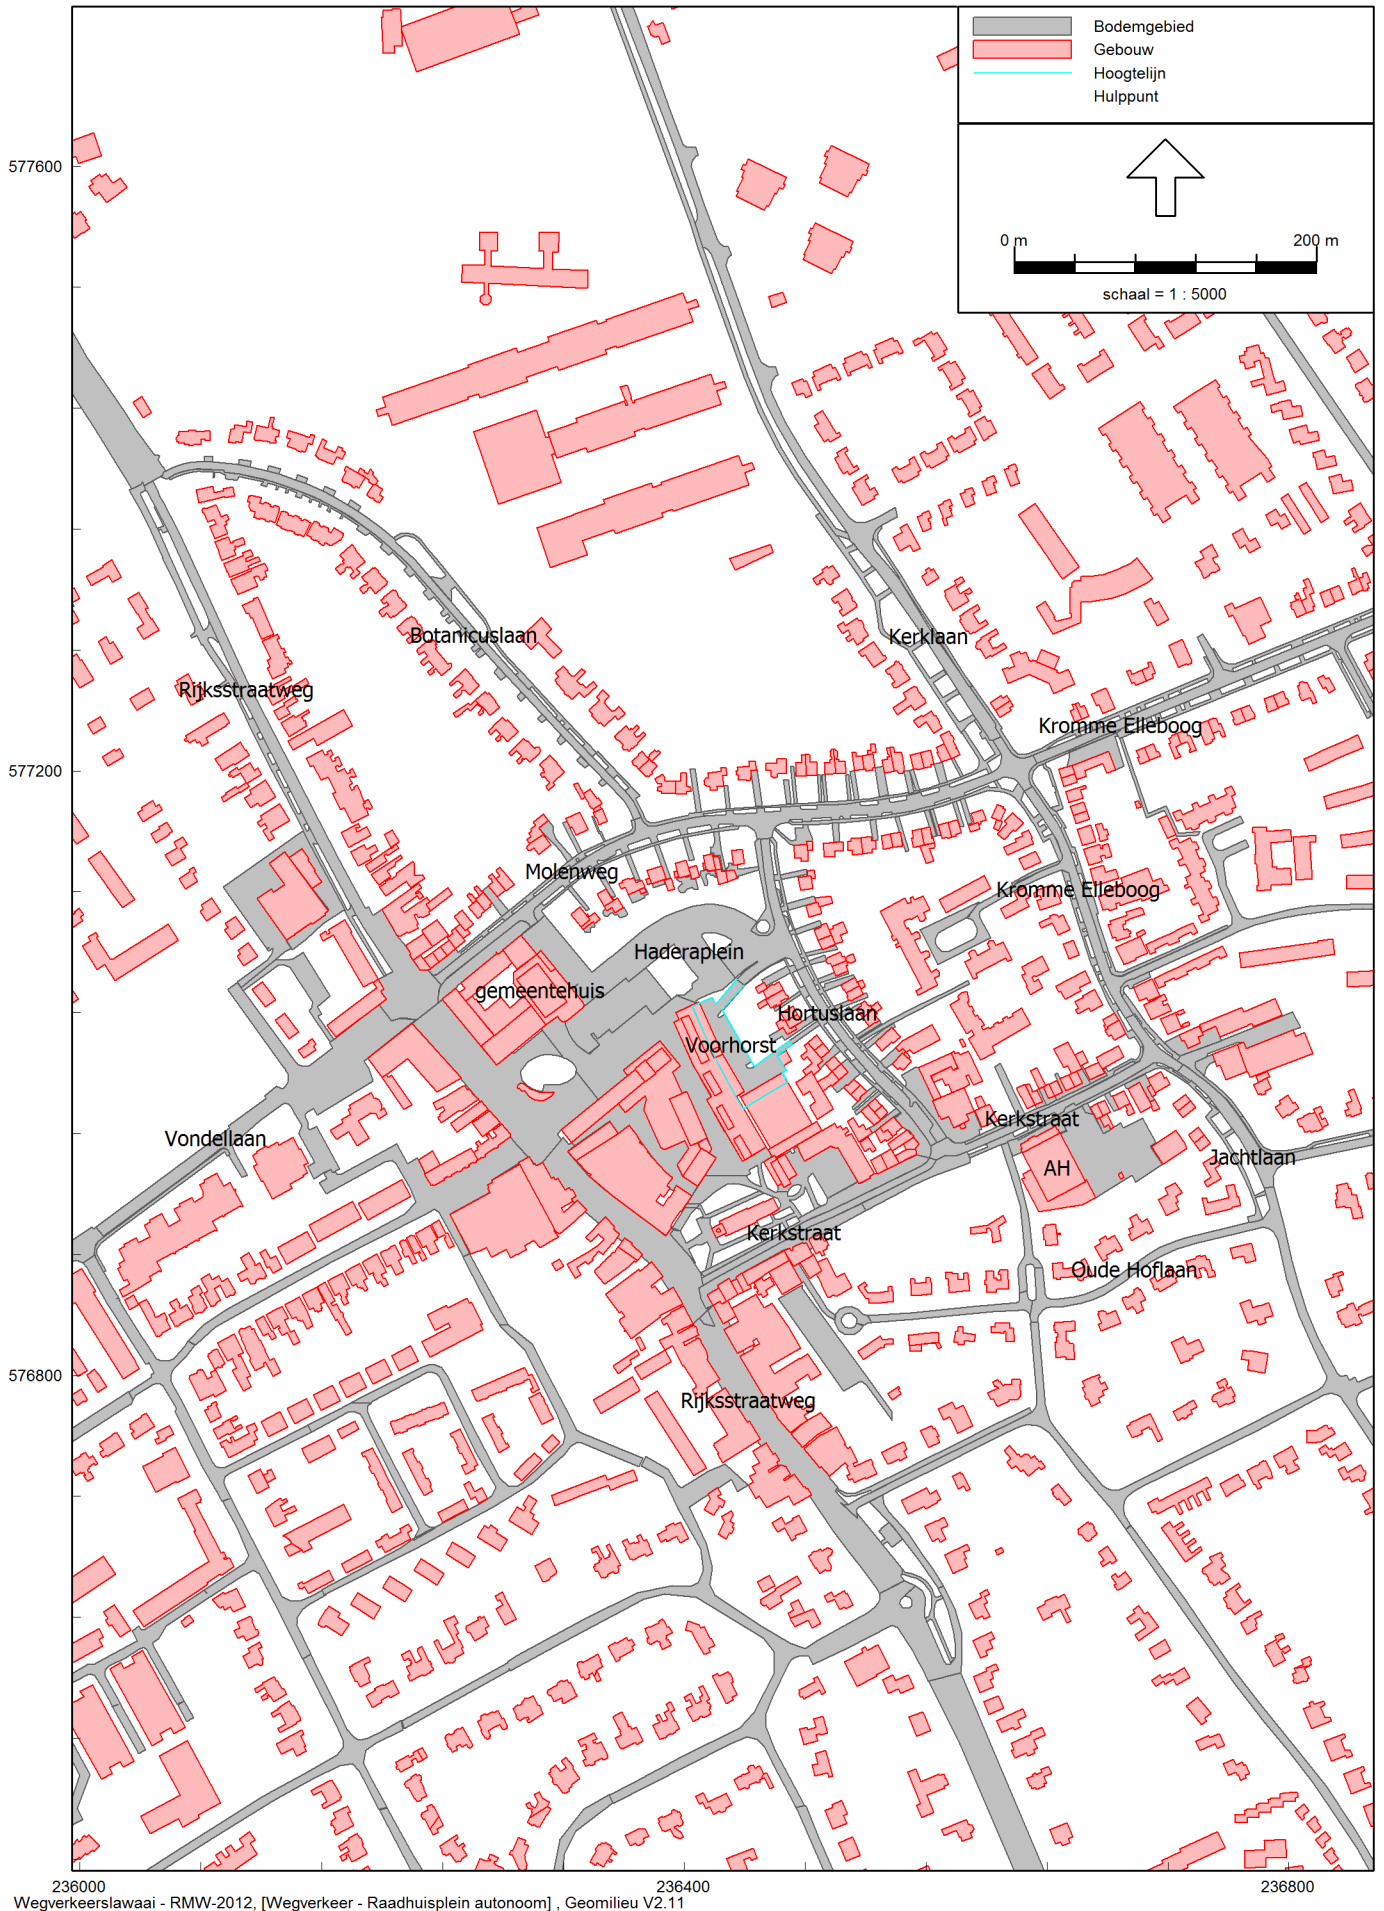 Bodemgebied
Gebouw
Hoogtelijn
Hulppunt
577600
0 m 200 m
schaal = 1 : 5000
Botanicuslaan
Kerklaan
Rijksstraatweg
Kromme Elleboog
577200
Molenweg
Kromme Elleboog
Haderaplein
gemeentehuis
Hortuslaan
Voorhorst
Kerkstraat
Vondellaan
Jachtlaan
AH
Kerkstraat
Oude Hoflaan
576800
Rijksstraatweg
236000 236400 236800
Wegverkeerslawaai - RMW-2012, [Wegverkeer - Raadhuisplein autonoom] , Geomilieu V2.11